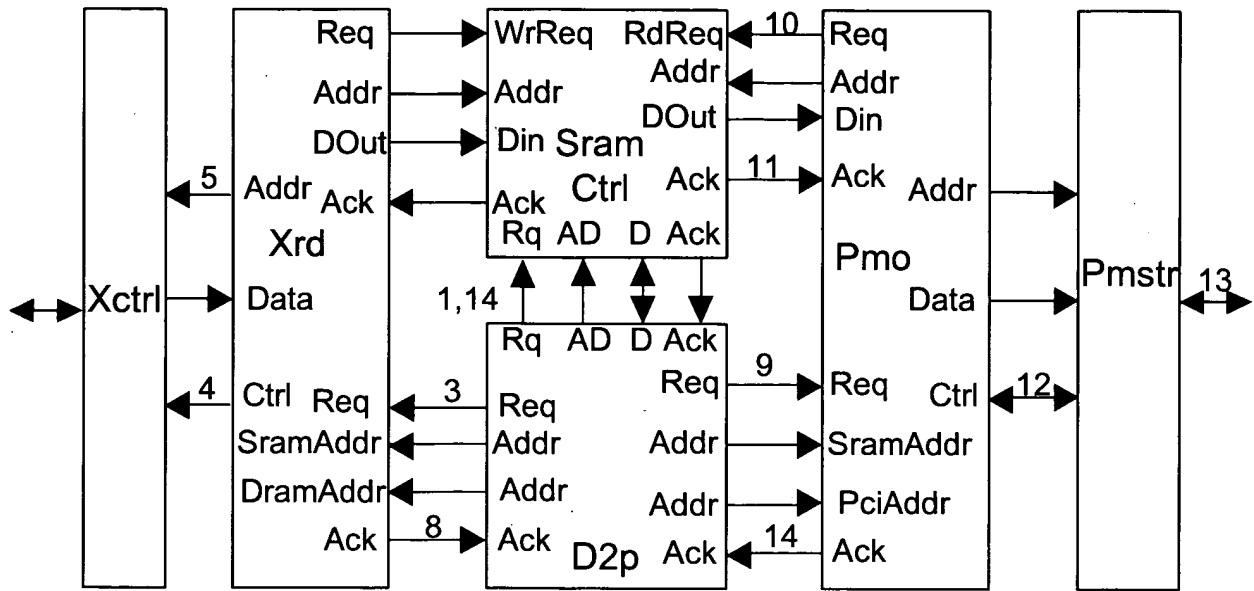 Xctrl
Req
Addr
DOut
5
Addr
Ack
Xrd
Data
4
Ctrl
Req
SramAddr
DramAddr
Ack
WrReq RdReq
Addr Addr
DOut
Din Sram
Ctrl
Ack Ack
Rq AD D Ack
11
10
1,14
Rq AD D Ack
Req 9
3
Req
Addr Addr
Addr Addr
8
Ack D2p Ack
14
Req
Addr
Din
Ack
Addr
Pmo
Data
Req
Ctrl
12
SramAddr
PciAddr
Ack
Pmstr
13